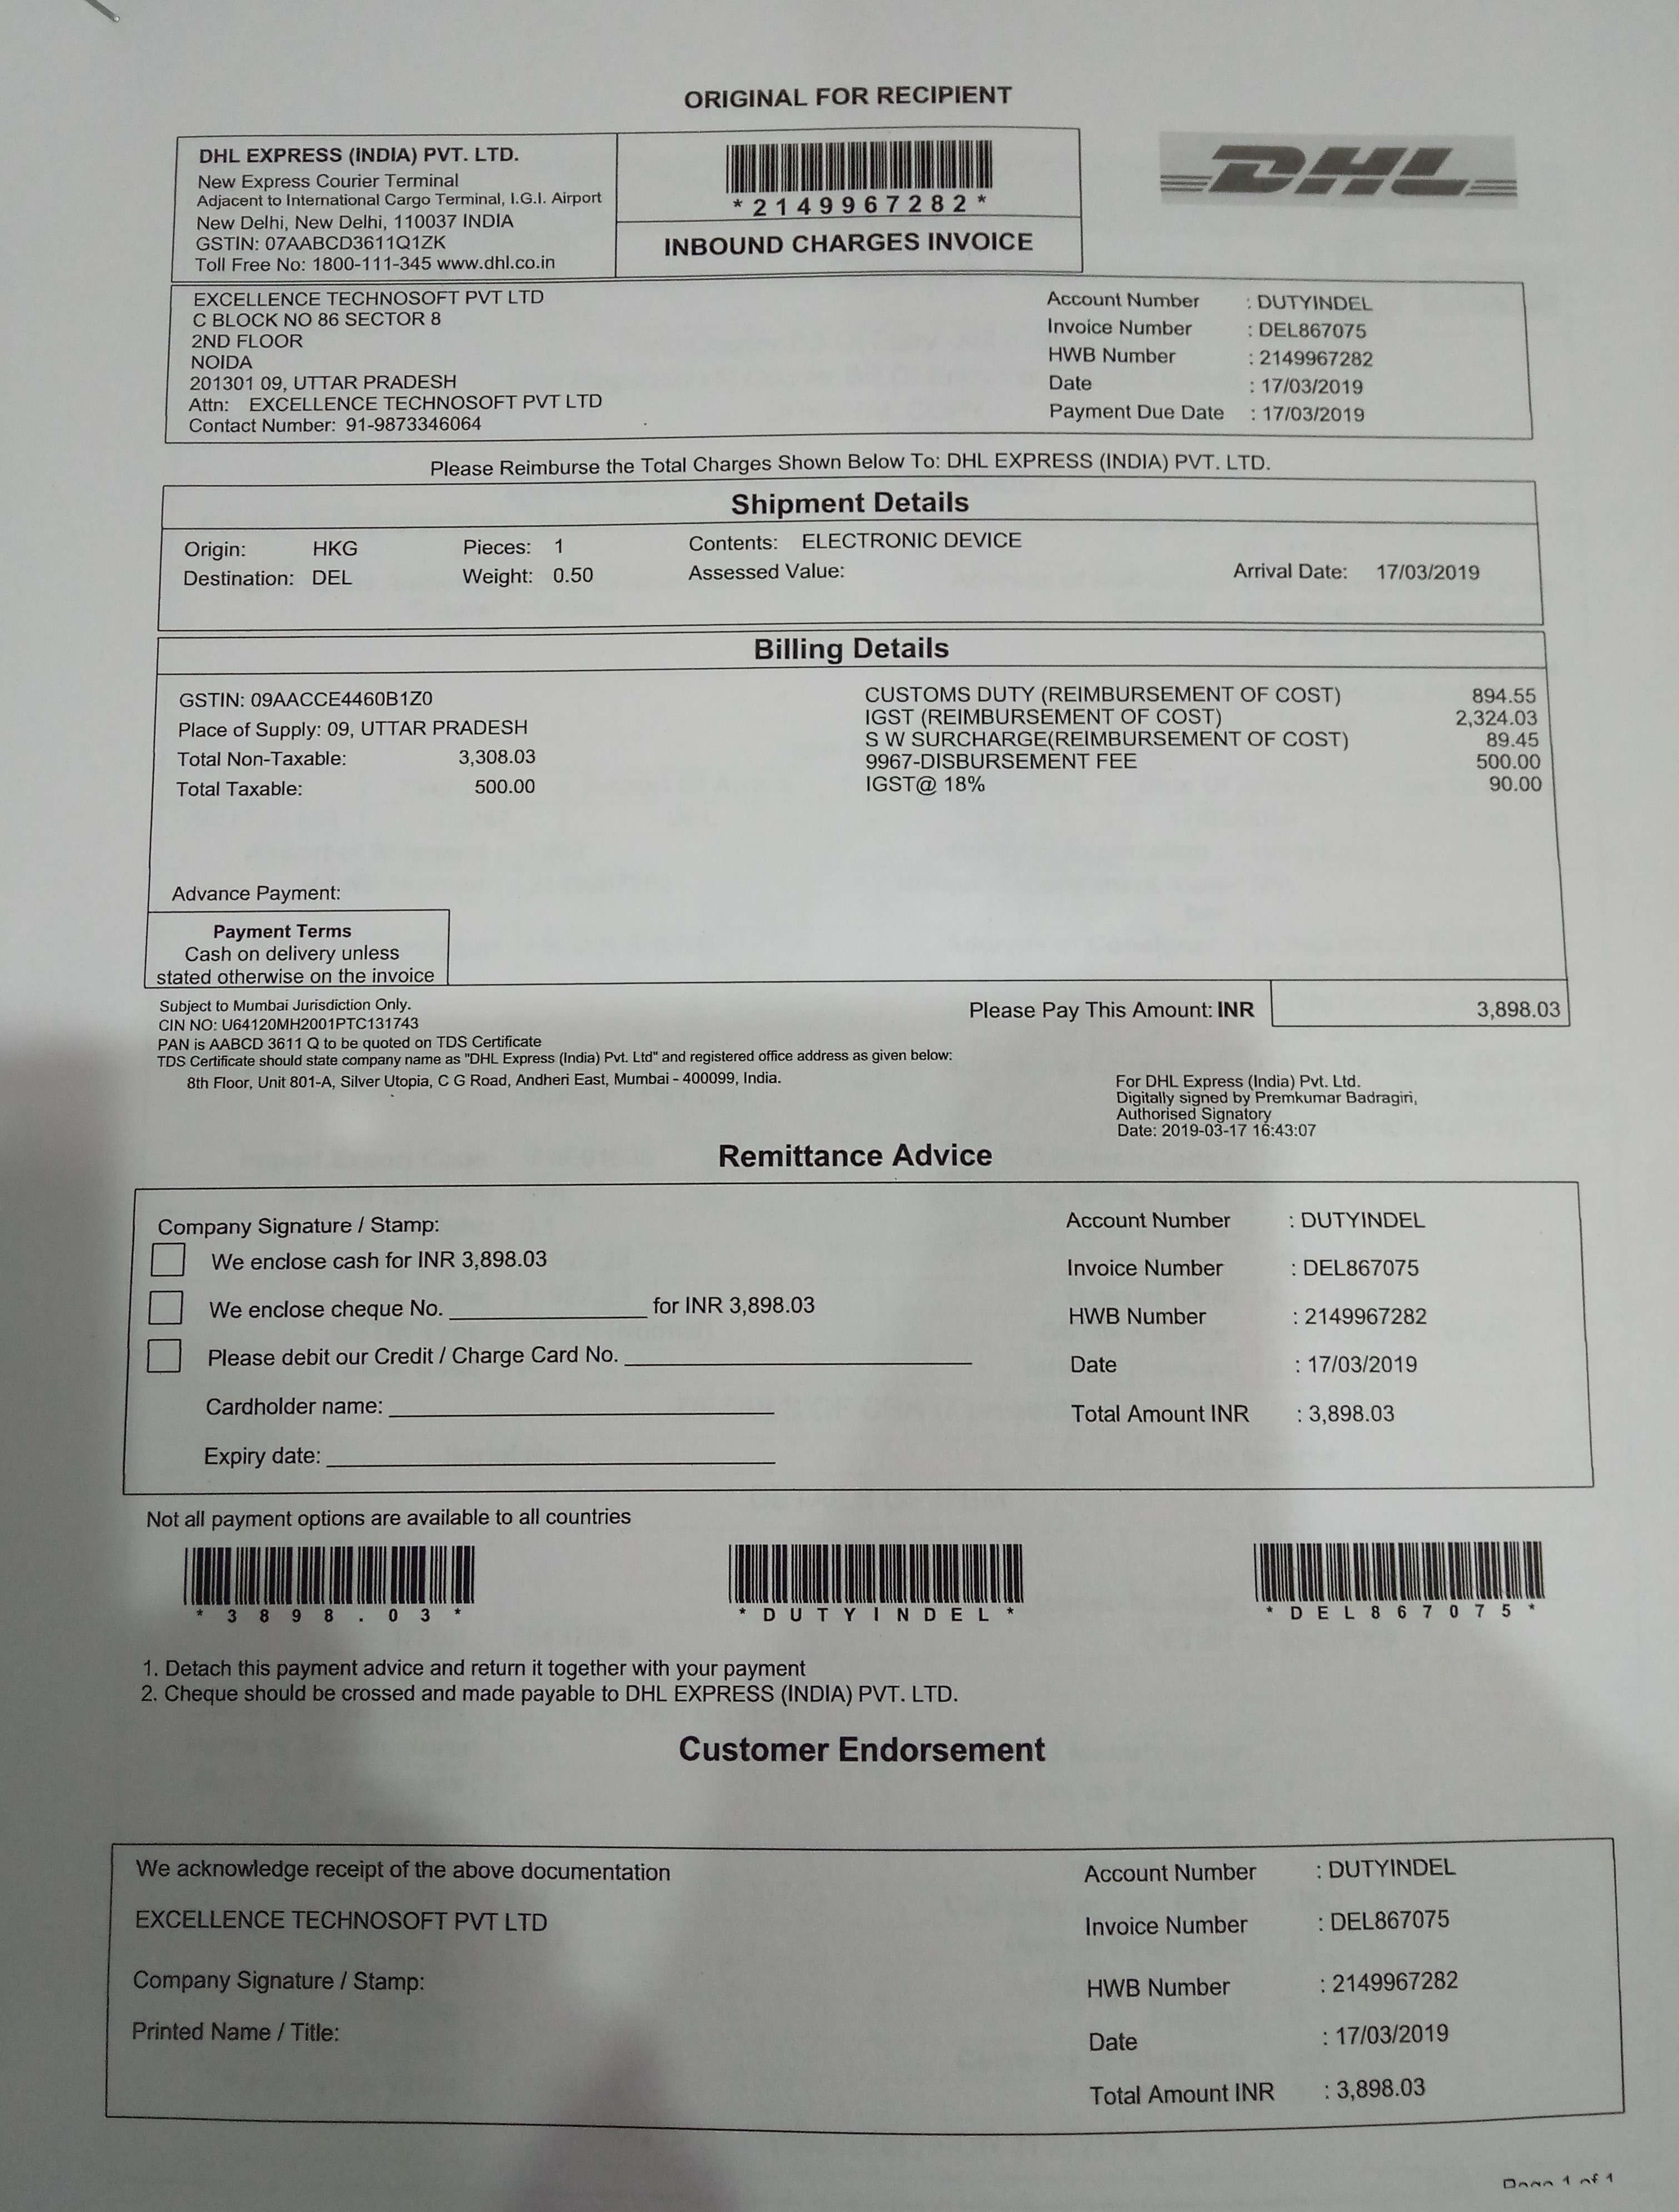 ORIGINAL FOR RECIPIENT
DHL EXPRESS (INDIA) PVT. LTD.
New Express Courier Terminal
Adjacent to International Cargo Terminal, I.G.I. Airport
New Delhi, New Delhi, 110037 INDIA
GSTIN: 07AABCD3611Q1ZK
Toll Free No: 1800-111-345 www.dhl.co.in
*2149967282*
INBOUND CHARGES INVOICE
DHL
EXCELLENCE TECHNOSOFT PVT LTD
C BLOCK NO 86 SECTOR 8
2ND FLOOR
NOIDA
201301 09, UTTAR PRADESH
Attn: EXCELLENCE TECHNOSOFT PVT LTD
Contact Number: 91-9873346064
Account Number : DUTYINDEL
Invoice Number : DEL867075
HWB Number : 2149967282
Date : 17/03/2019
Payment Due Date : 17/03/2019
Please Reimburse the Total Charges Shown Below To: DHL EXPRESS (INDIA) PVT. LTD.
Shipment Details
Origin: HKG Pieces: 1 Contents: ELECTRONIC DEVICE
Destination: DEL Weight: 0.50 Assessed Value: Arrival Date: 17/03/2019
Billing Details
GSTIN: 09AACCE4460B1Z0
Place of Supply: 09, UTTAR PRADESH
Total Non-Taxable: 3,308.03
Total Taxable: 500.00
CUSTOMS DUTY (REIMBURSEMENT OF COST) 894.55
IGST (REIMBURSEMENT OF COST) 2,324.03
S W SURCHARGE(REIMBURSEMENT OF COST) 89.45
9967-DISBURSEMENT FEE 500.00
IGST@ 18% 90.00
Advance Payment:
Payment Terms
Cash on delivery unless
stated otherwise on the invoice
Please Pay This Amount: INR 3,898.03
Subject to Mumbai Jurisdiction Only.
CIN NO: U64120MH2001PTC131743
PAN is AABCD 3611 Q to be quoted on TDS Certificate
TDS Certificate should state company name as "DHL Express (India) Pvt. Ltd" and registered office address as given below:
8th Floor, Unit 801-A, Silver Utopia, C G Road, Andheri East, Mumbai - 400099, India.
For DHL Express (India) Pvt. Ltd.
Digitally signed by Premkumar Badragiri,
Authorised Signatory
Date: 2019-03-17 16:43:07
Remittance Advice
Company Signature / Stamp:
We enclose cash for INR 3,898.03
We enclose cheque No. for INR 3,898.03
Please debit our Credit / Charge Card No.
Cardholder name:
Expiry date:
Account Number : DUTYINDEL
Invoice Number : DEL867075
HWB Number : 2149967282
Date : 17/03/2019
Total Amount INR : 3,898.03
Not all payment options are available to all countries
*3898.03* *DUTYINDEL* *DEL867075*
1. Detach this payment advice and return it together with your payment
2. Cheque should be crossed and made payable to DHL EXPRESS (INDIA) PVT. LTD.
Customer Endorsement
We acknowledge receipt of the above documentation
EXCELLENCE TECHNOSOFT PVT LTD
Company Signature / Stamp:
Printed Name / Title:
Account Number : DUTYINDEL
Invoice Number : DEL867075
HWB Number : 2149967282
Date : 17/03/2019
Total Amount INR : 3,898.03
Page 1 of 1